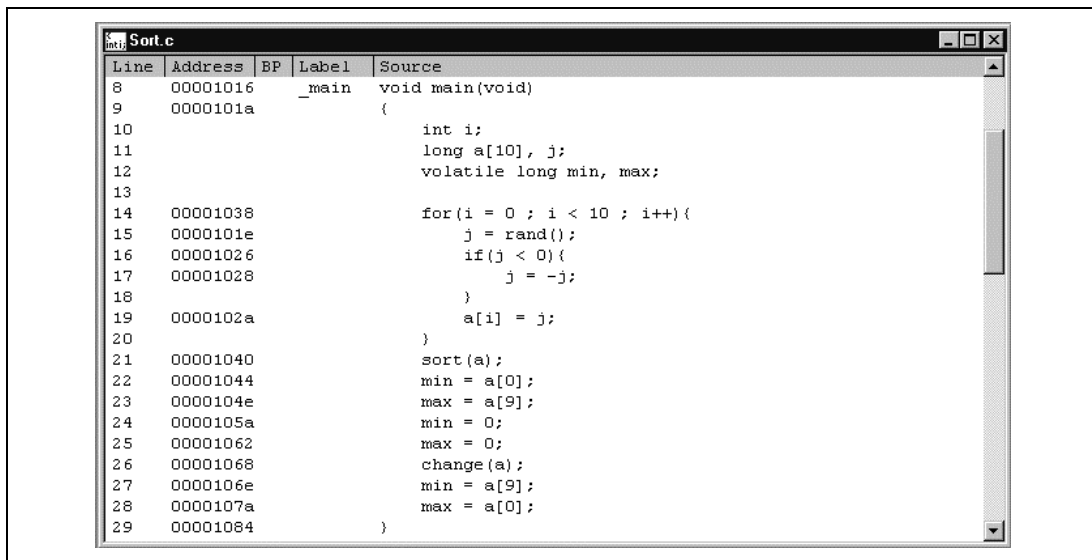 Sort.c
Line Address BP Label Source
8 00001016 _main void main(void)
9 0000101a {
10 int i;
11 long a[10], j;
12 volatile long min, max;
13
14 00001038 for(i = 0 ; i < 10 ; i++){
15 0000101e j = rand();
16 00001026 if(j < 0){
17 00001028 j = -j;
18 }
19 0000102a a[i] = j;
20 }
21 00001040 sort(a);
22 00001044 min = a[0];
23 0000104e max = a[9];
24 0000105a min = 0;
25 00001062 max = 0;
26 00001068 change(a);
27 0000106e min = a[9];
28 0000107a max = a[0];
29 00001084 }